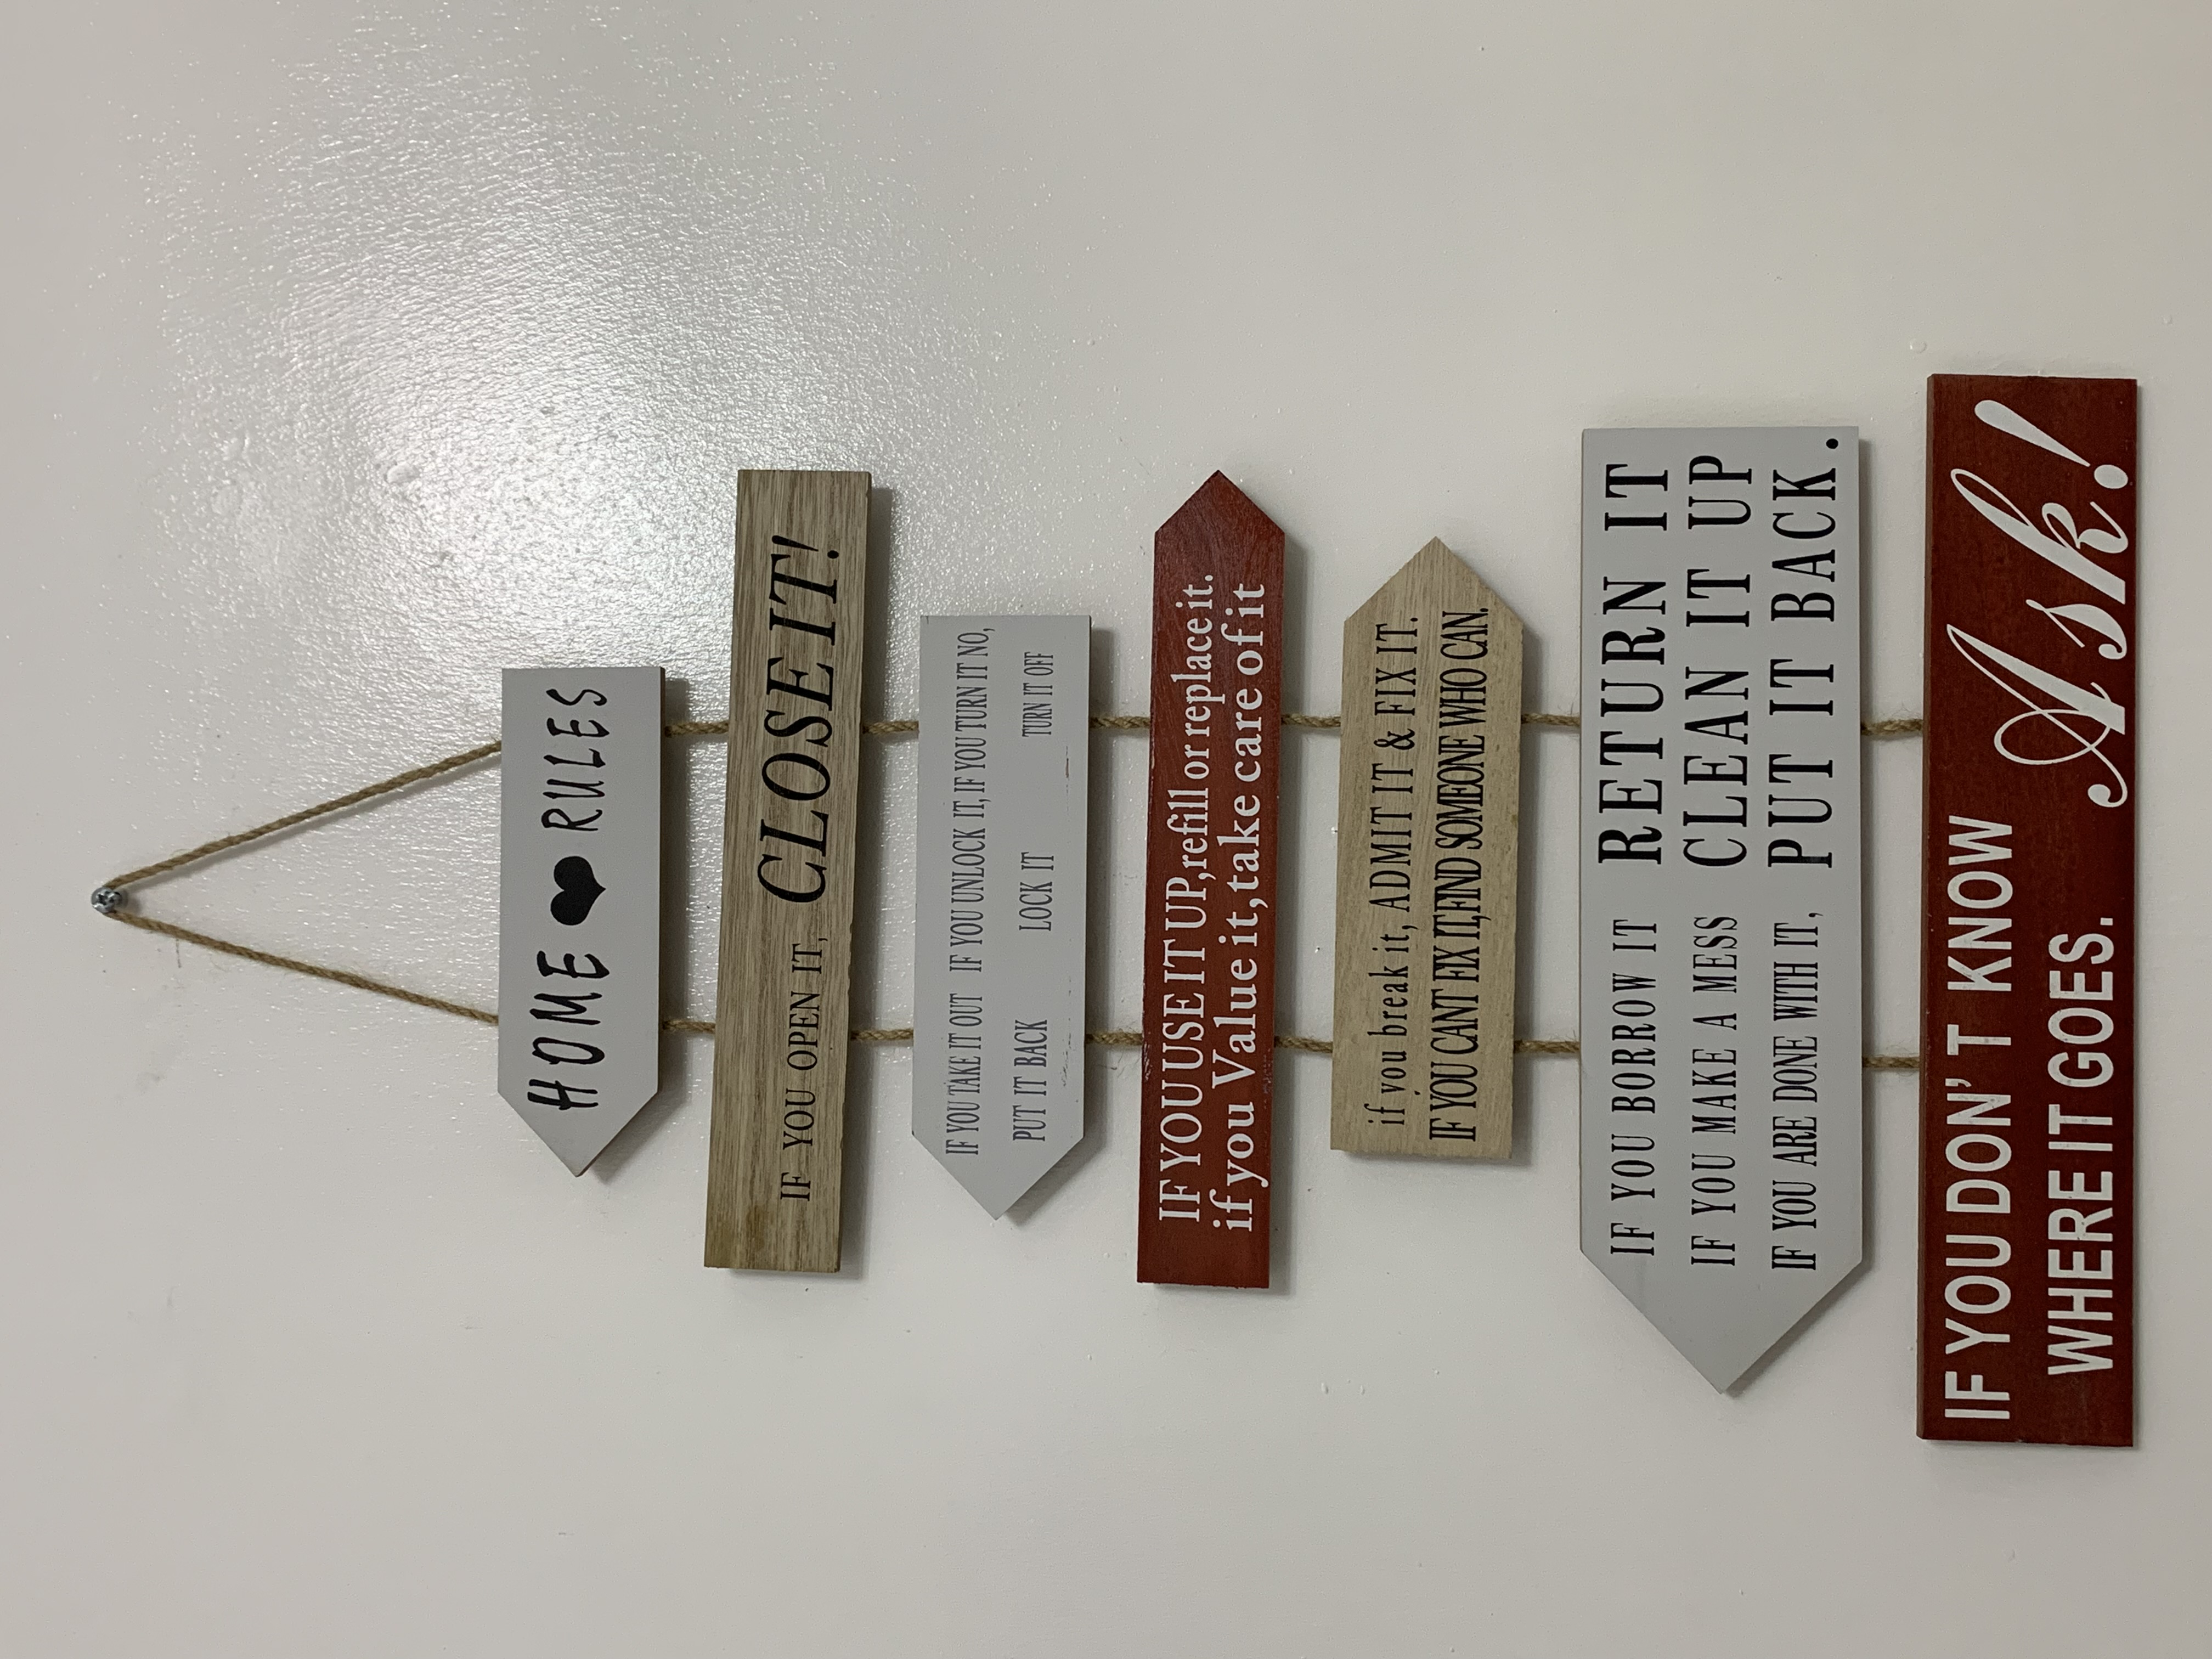 HOME RULES
IF YOU OPEN IT, CLOSE IT!
IF YOU TAKE IT OUT IF YOU UNLOCK IT, IF YOU TURN IT NO,
PUT IT BACK LOCK IT TURN IT OFF
IF YOU USE IT UP, refill or replace it.
if you Value it, take care of it
if you break it, ADMIT IT & FIX IT.
IF YOU CANT FIX IT, FIND SOMEONE WHO CAN.
IF YOU BORROW IT RETURN IT
IF YOU MAKE A MESS CLEAN IT UP
IF YOU ARE DONE WITH IT, PUT IT BACK.
IF YOU DON'T KNOW
WHERE IT GOES. Ask!